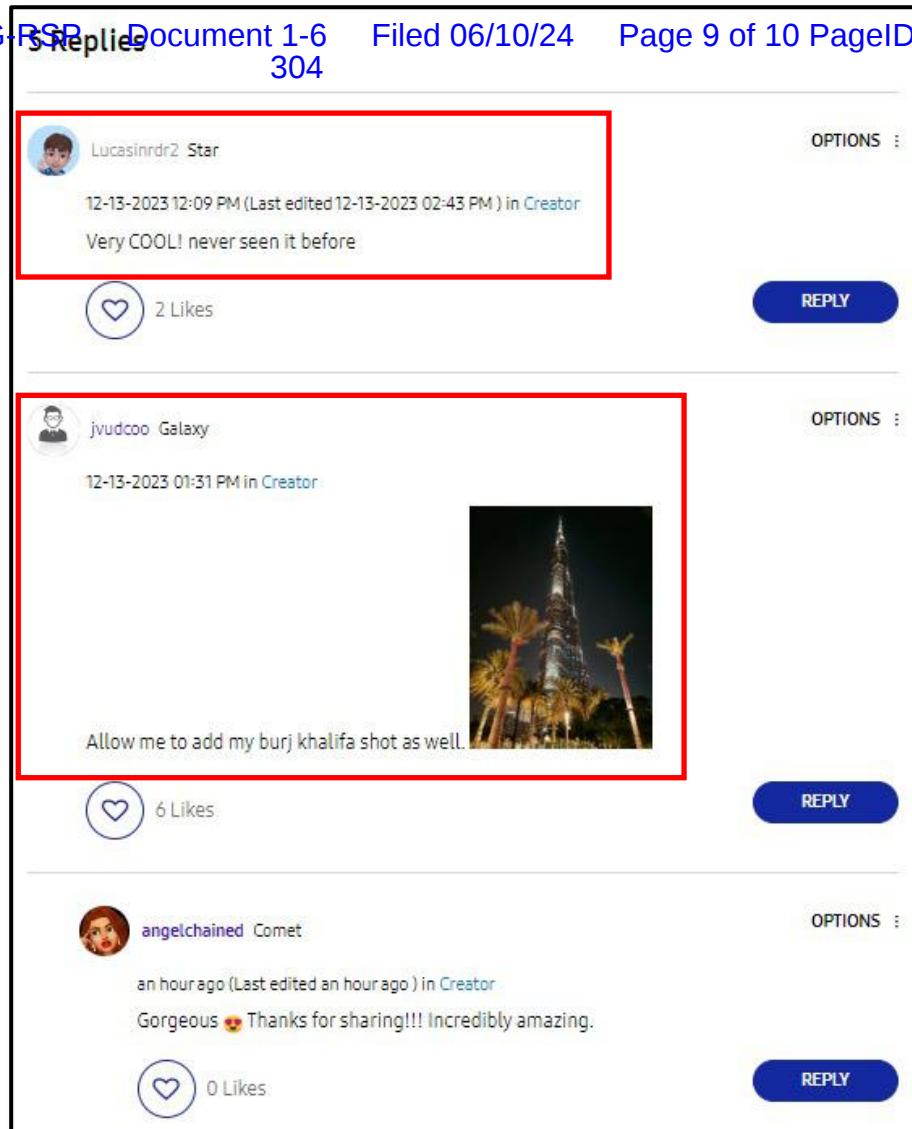 G-RSP Document 1-6 Filed 06/10/24 Page 9 of 10 PageID
304
5 Replies
Lucasinrdr2 Star
OPTIONS
12-13-2023 12:09 PM (Last edited 12-13-2023 02:43 PM ) in Creator
Very COOL! never seen it before
2 Likes
REPLY
jvudcoo Galaxy
OPTIONS
12-13-2023 01:31 PM in Creator
Allow me to add my burj khalifa shot as well.
6 Likes
REPLY
angelchained Comet
OPTIONS
an hour ago (Last edited an hour ago ) in Creator
Gorgeous 😍 Thanks for sharing!!! Incredibly amazing.
0 Likes
REPLY